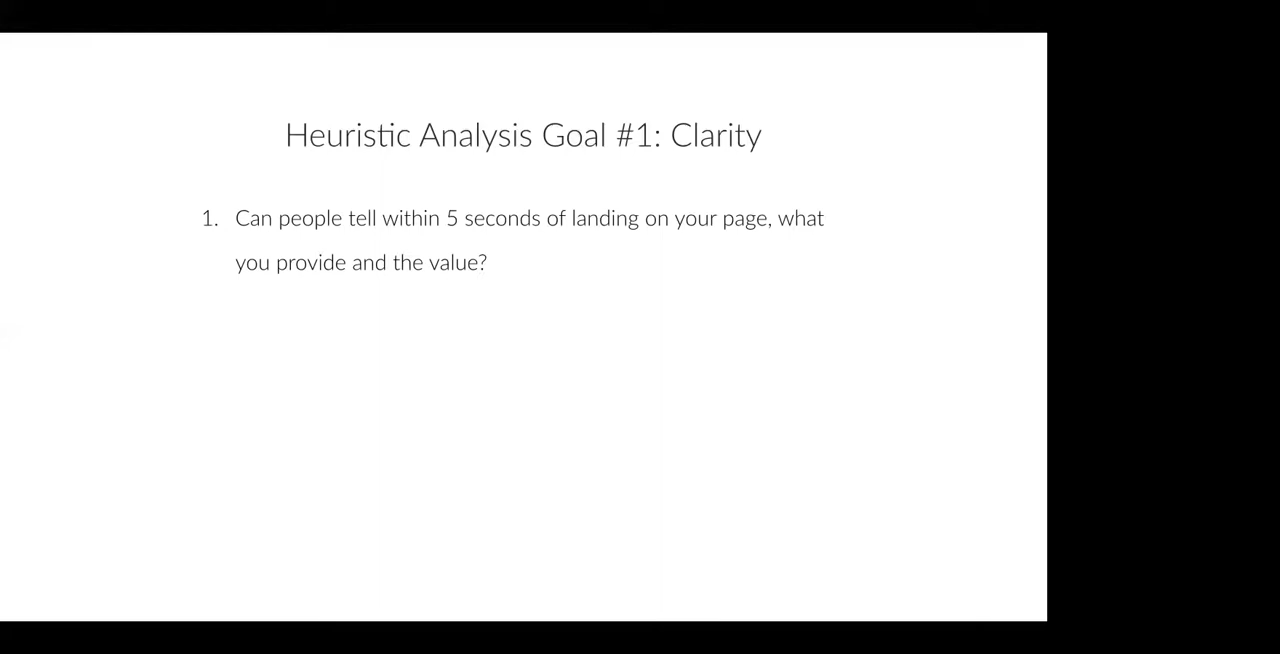 Heuristic Analysis Goal #1: Clarity
1. Can people tell within 5 seconds of landing on your page, what
you provide and the value?